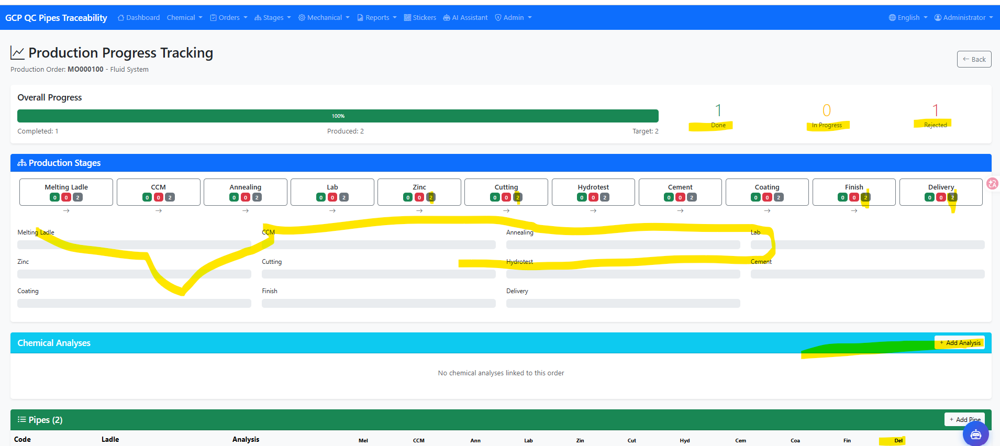 GCP QC Pipes Traceability Dashboard Chemical Orders Stages Mechanical Reports Stickers AI Assistant Admin English Administrator
Production Progress Tracking
← Back
Production Order: MO000100 - Fluid System
Overall Progress
100%
Completed: 1 Produced: 2 Target: 2
1 0 1
Done In Progress Rejected
Production Stages
Melting Ladle CCM Annealing Lab Zinc Cutting Hydrotest Cement Coating Finish Delivery
0 0 2 0 0 2 0 0 2 0 0 2 0 0 2 0 0 2 0 0 2 0 0 2 0 0 2 0 0 2 0 0 2
→ → → → → → → → → →
Melting Ladle CCM Annealing Lab
Zinc Cutting Hydrotest Cement
Coating Finish Delivery
Chemical Analyses + Add Analysis
No chemical analyses linked to this order
Pipes (2) + Add Pipe
Code Ladle Analysis Mel CCM Ann Lab Zin Cut Hyd Cem Coa Fin Del